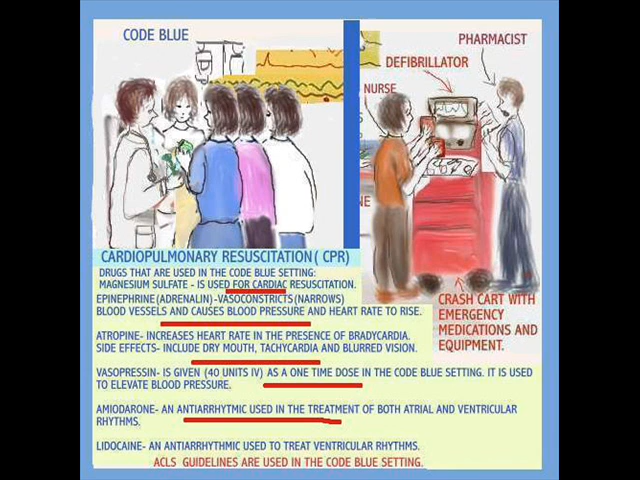 CODE BLUE
PHARMACIST
DEFIBRILLATOR
NURSE
CARDIOPULMONARY RESUSCITATION( CPR)
DRUGS THAT ARE USED IN THE CODE BLUE SETTING:
MAGNESIUM SULFATE - IS USED FOR CARDIAC RESUSCITATION.
EPINEPHRINE (ADRENALIN)-VASOCONSTRICTS (NARROWS)
BLOOD VESSELS AND CAUSES BLOOD PRESSURE AND HEART RATE TO RISE.
ATROPINE- INCREASES HEART RATE IN THE PRESENCE OF BRADYCARDIA.
SIDE EFFECTS- INCLUDE DRY MOUTH, TACHYCARDIA AND BLURRED VISION.
VASOPRESSIN- IS GIVEN (40 UNITS IV) AS A ONE TIME DOSE IN THE CODE BLUE SETTING. IT IS USED
TO ELEVATE BLOOD PRESSURE.
AMIODARONE- AN ANTIARRHYTMIC USED IN THE TREATMENT OF BOTH ATRIAL AND VENTRICULAR
RHYTHMS.
LIDOCAINE- AN ANTIARRHYTHMIC USED TO TREAT VENTRICULAR RHYTHMS.
ACLS GUIDELINES ARE USED IN THE CODE BLUE SETTING.
CRASH CART WITH
EMERGENCY
MEDICATIONS AND
EQUIPMENT.